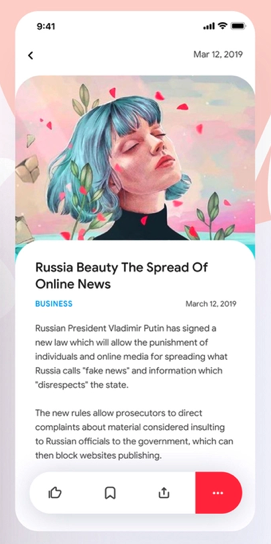 9:41
Mar 12, 2019
Russia Beauty The Spread Of
Online News
BUSINESS
March 12, 2019
Russian President Vladimir Putin has signed a
new law which will allow the punishment of
individuals and online media for spreading what
Russia calls "fake news" and information which
"disrespects" the state.
The new rules allow prosecutors to direct
complaints about material considered insulting
to Russian officials to the government, which can
then block websites publishing.